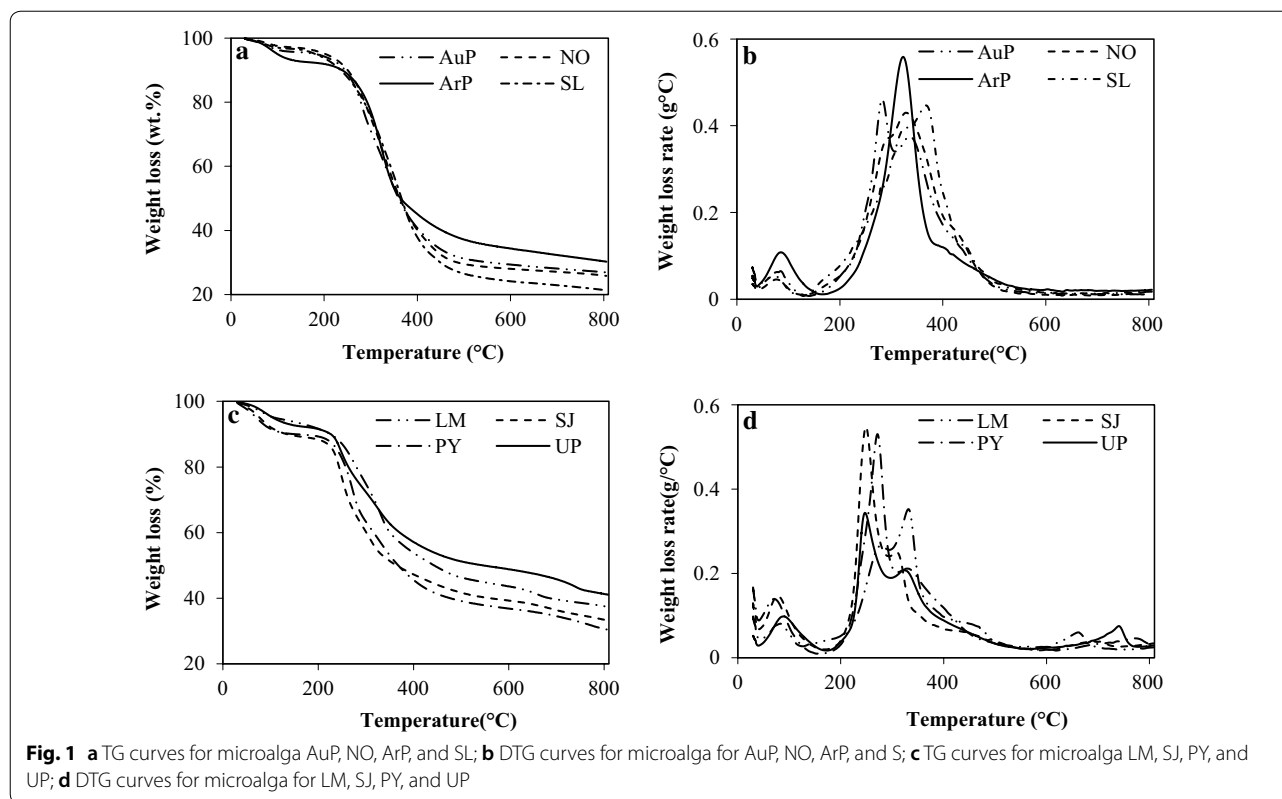 a
AuP
NO
ArP
SL
Weight loss (wt.%)
100
80
60
40
20
0
200
400
600
800
Temperature (°C)
b
AuP
NO
ArP
SL
Weight loss rate (g°C)
0.6
0.4
0.2
0
0
200
400
600
800
Temperature(°C)
c
LM
SJ
PY
UP
Weight loss (%)
100
80
60
40
20
0
200
400
600
800
Temperature(°C)
d
LM
SJ
PY
UP
Weight loss rate(g/°C)
0.6
0.4
0.2
0
0
200
400
600
800
Temperature (°C)
Fig. 1 a TG curves for microalga AuP, NO, ArP, and SL; b DTG curves for microalga for AuP, NO, ArP, and S; c TG curves for microalga LM, SJ, PY, and
UP; d DTG curves for microalga for LM, SJ, PY, and UP